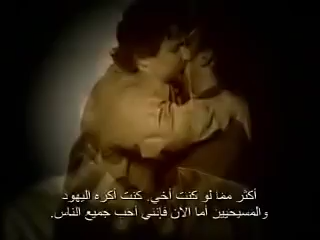 أكثر مما لو كنت أخي. كنت أكره اليهود
والمسيحيين أما الآن فإنني أحب جميع الناس.